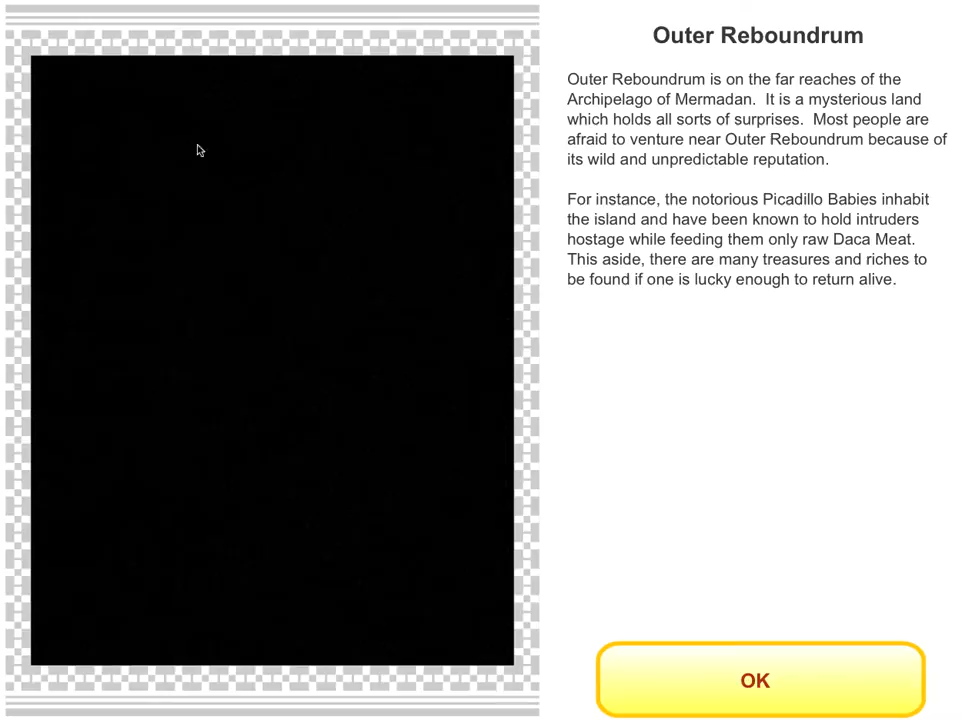 Outer Reboundrum
Outer Reboundrum is on the far reaches of the
Archipelago of Mermadan.  It is a mysterious land
which holds all sorts of surprises.  Most people are
afraid to venture near Outer Reboundrum because of
its wild and unpredictable reputation.
For instance, the notorious Picadillo Babies inhabit
the island and have been known to hold intruders
hostage while feeding them only raw Daca Meat.
This aside, there are many treasures and riches to
be found if one is lucky enough to return alive.
OK